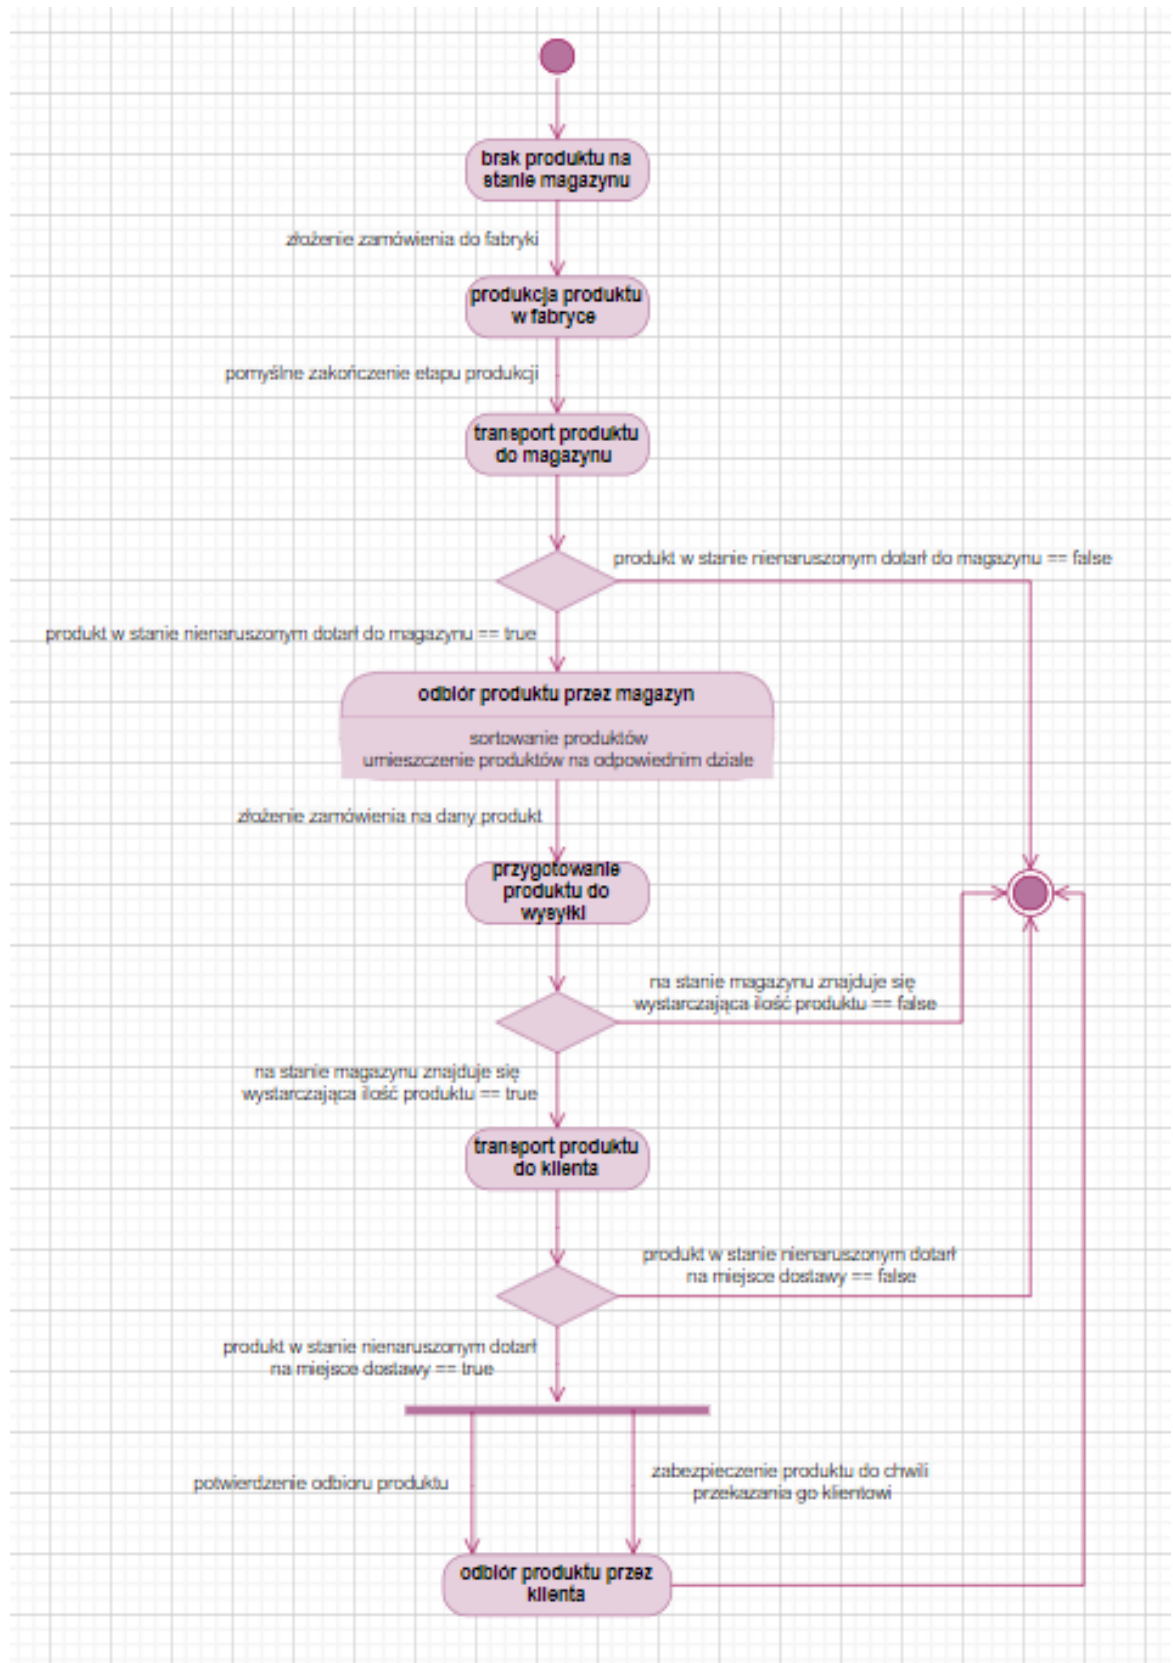 brak produktu na
stanie magazynu
złożenie zamówienia do fabryki
produkcja produktu
w fabryce
pomyślne zakończenie etapu produkcji
transport produktu
do magazynu
produkt w stanie nienaruszonym dotarł do magazynu == false
produkt w stanie nienaruszonym dotarł do magazynu == true
odbiór produktu przez magazyn
sortowanie produktów
umieszczenie produktów na odpowiednim dziale
złożenie zamówienia na dany produkt
przygotowanie
produktu do
wysyłki
na stanie magazynu znajduje się
wystarczająca ilość produktu == false
na stanie magazynu znajduje się
wystarczająca ilość produktu == true
transport produktu
do klienta
produkt w stanie nienaruszonym dotarł
na miejsce dostawy == false
produkt w stanie nienaruszonym dotarł
na miejsce dostawy == true
potwierdzenie odbioru produktu
zabezpieczenie produktu do chwili
przekazania go klientowi
odbiór produktu przez
klienta